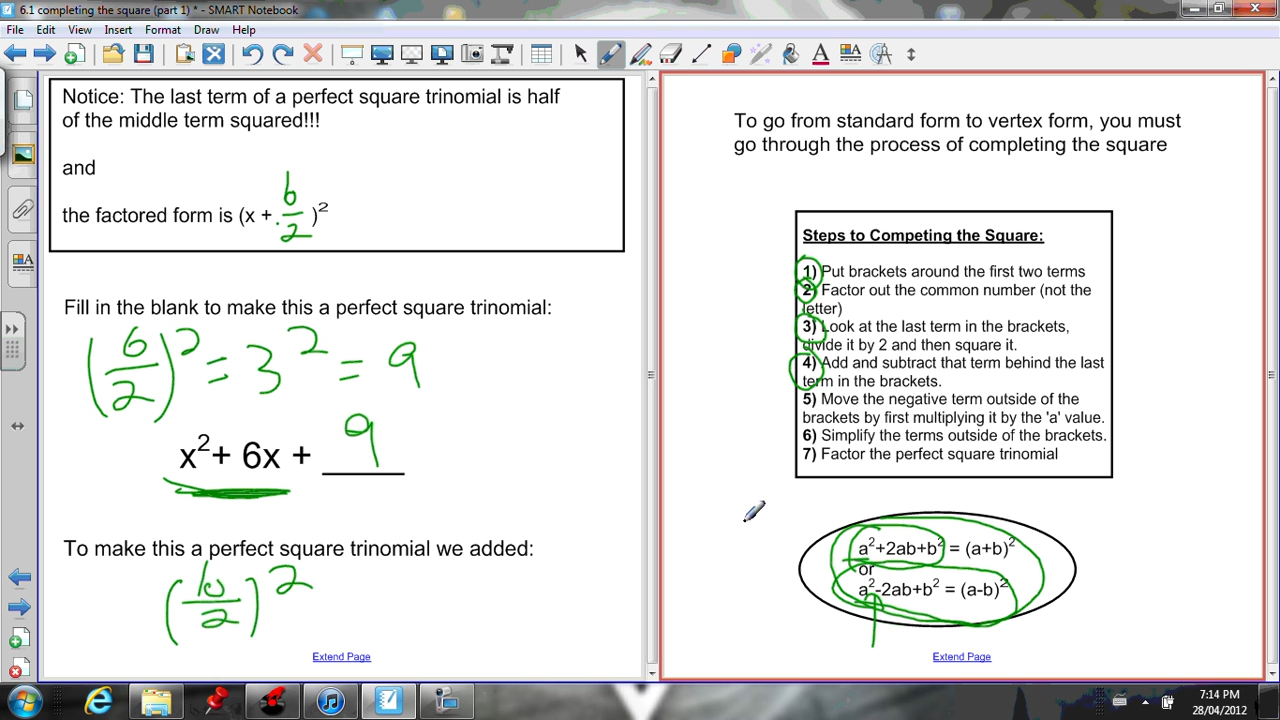 6.1 completing the square (part 1) * - SMART Notebook
File Edit View Insert Format Draw Help
Notice: The last term of a perfect square trinomial is half
of the middle term squared!!!
and
the factored form is (x + b/2 )²
Fill in the blank to make this a perfect square trinomial:
(6/2)² = 3² = 9
x² + 6x + 9
To make this a perfect square trinomial we added:
(b/2)²
Extend Page
To go from standard form to vertex form, you must
go through the process of completing the square
Steps to Competing the Square:
1) Put brackets around the first two terms
2) Factor out the common number (not the
letter)
3) Look at the last term in the brackets,
divide it by 2 and then square it.
4) Add and subtract that term behind the last
term in the brackets.
5) Move the negative term outside of the
brackets by first multiplying it by the 'a' value.
6) Simplify the terms outside of the brackets.
7) Factor the perfect square trinomial
a²+2ab+b² = (a+b)²
or
a²-2ab+b² = (a-b)²
Extend Page
7:14 PM
28/04/2012